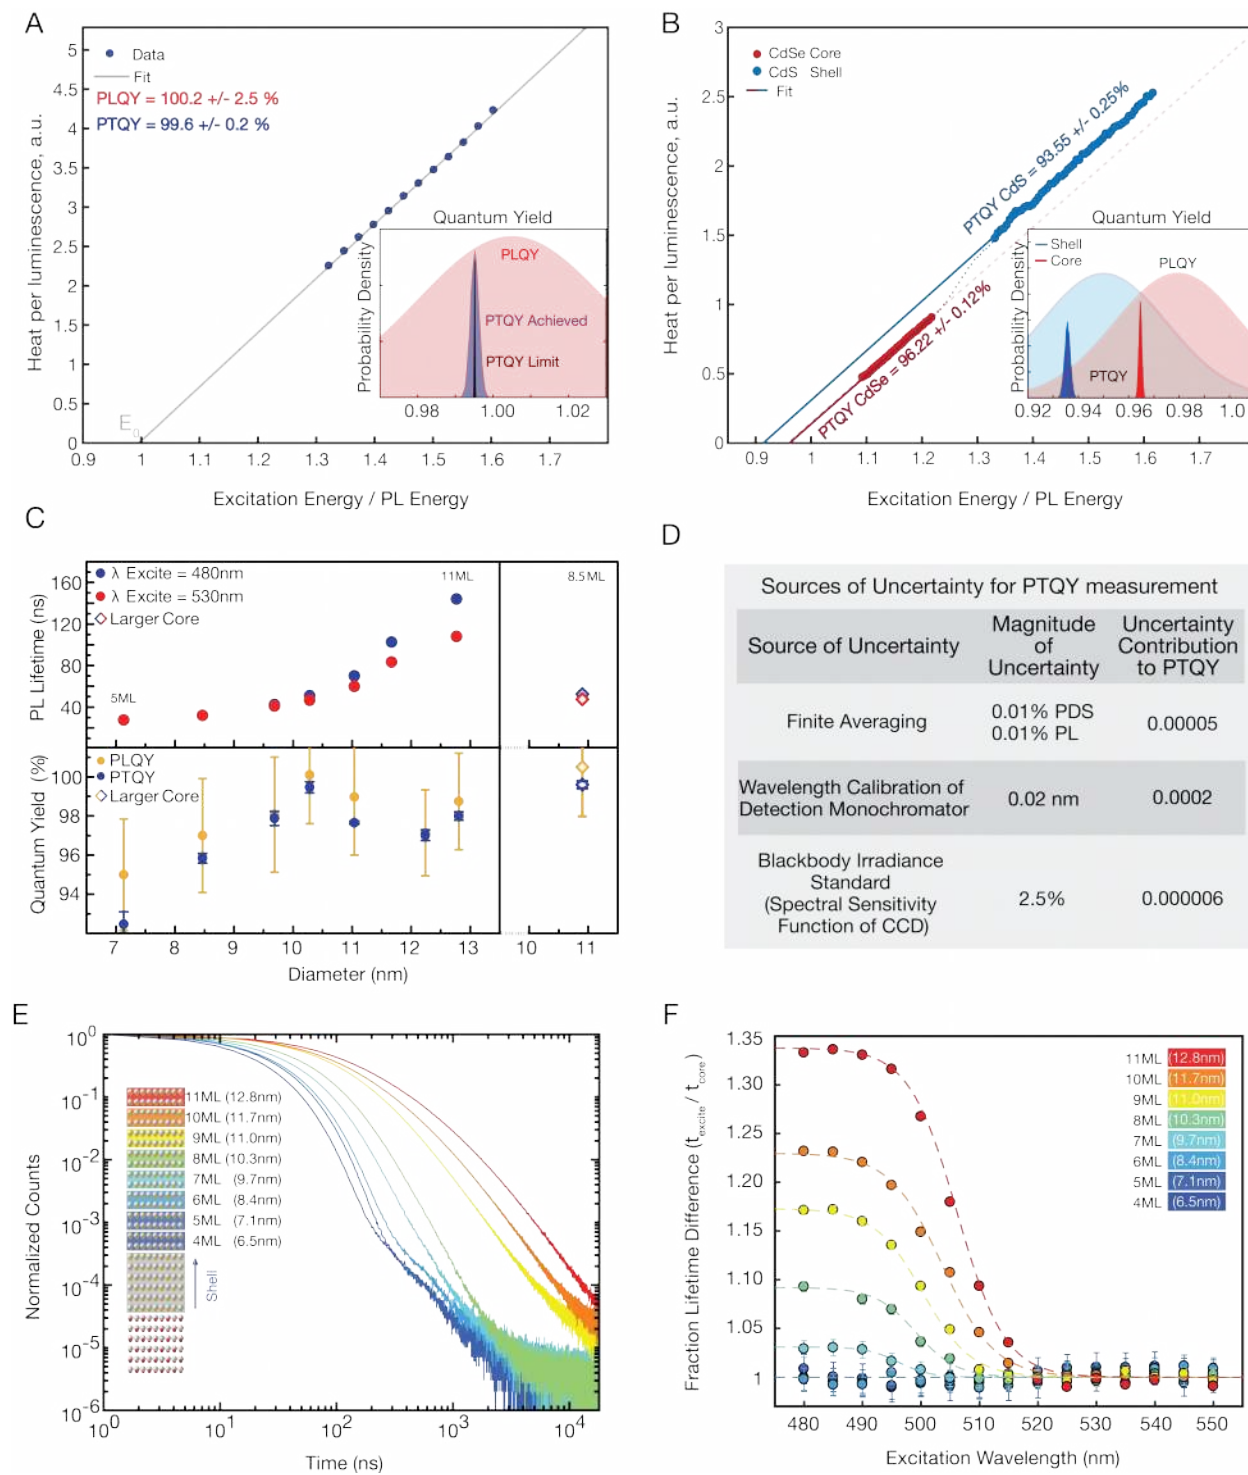 A
Data
Fit
PLQY = 100.2 +/- 2.5 %
PTQY = 99.6 +/- 0.2 %
Heat per luminescence, a.u.
5
4.5
4
3.5
3
2.5
2
1.5
1
0.5
0
E0
Quantum Yield
Probability Density
PLQY
PTQY Achieved
PTQY Limit
0.98 1.00 1.02
0.9 1 1.1 1.2 1.3 1.4 1.5 1.6 1.7
Excitation Energy / PL Energy
B
CdSe Core
CdS Shell
Fit
PTQY CdS = 93.55 +/- 0.25%
PTQY CdSe = 96.22 +/- 0.12%
Heat per luminescence, a.u.
3
2.5
2
1.5
1
0.5
0
Quantum Yield
Shell
Core
PLQY
PTQY
Probability Density
0.92 0.94 0.96 0.98 1.0
0.9 1 1.1 1.2 1.3 1.4 1.5 1.6 1.7
Excitation Energy / PL Energy
C
λ Excite = 480nm
λ Excite = 530nm
Larger Core
11ML
8.5ML
5ML
PL Lifetime (ns)
160
120
80
40
PLQY
PTQY
Larger Core
Quantum Yield (%)
100
98
96
94
7 8 9 10 11 12 13 10 11
Diameter (nm)
D
Sources of Uncertainty for PTQY measurement
Source of Uncertainty
Magnitude
of
Uncertainty
Uncertainty
Contribution
to PTQY
Finite Averaging
0.01% PDS
0.01% PL
0.00005
Wavelength Calibration of
Detection Monochromator
0.02 nm
0.0002
Blackbody Irradiance
Standard
(Spectral Sensitivity
Function of CCD)
2.5%
0.000006
E
Normalized Counts
10^0
10^-1
10^-2
10^-3
10^-4
10^-5
10^-6
11ML (12.8nm)
10ML (11.7nm)
9ML (11.0nm)
8ML (10.3nm)
7ML (9.7nm)
6ML (8.4nm)
5ML (7.1nm)
4ML (6.5nm)
Shell
10^0 10^1 10^2 10^3 10^4
Time (ns)
F
Fraction Lifetime Difference (t_excite / t_core)
1.35
1.30
1.25
1.20
1.15
1.10
1.05
1
11ML (12.8nm)
10ML (11.7nm)
9ML (11.0nm)
8ML (10.3nm)
7ML (9.7nm)
6ML (8.4nm)
5ML (7.1nm)
4ML (6.5nm)
480 490 500 510 520 530 540 550
Excitation Wavelength (nm)